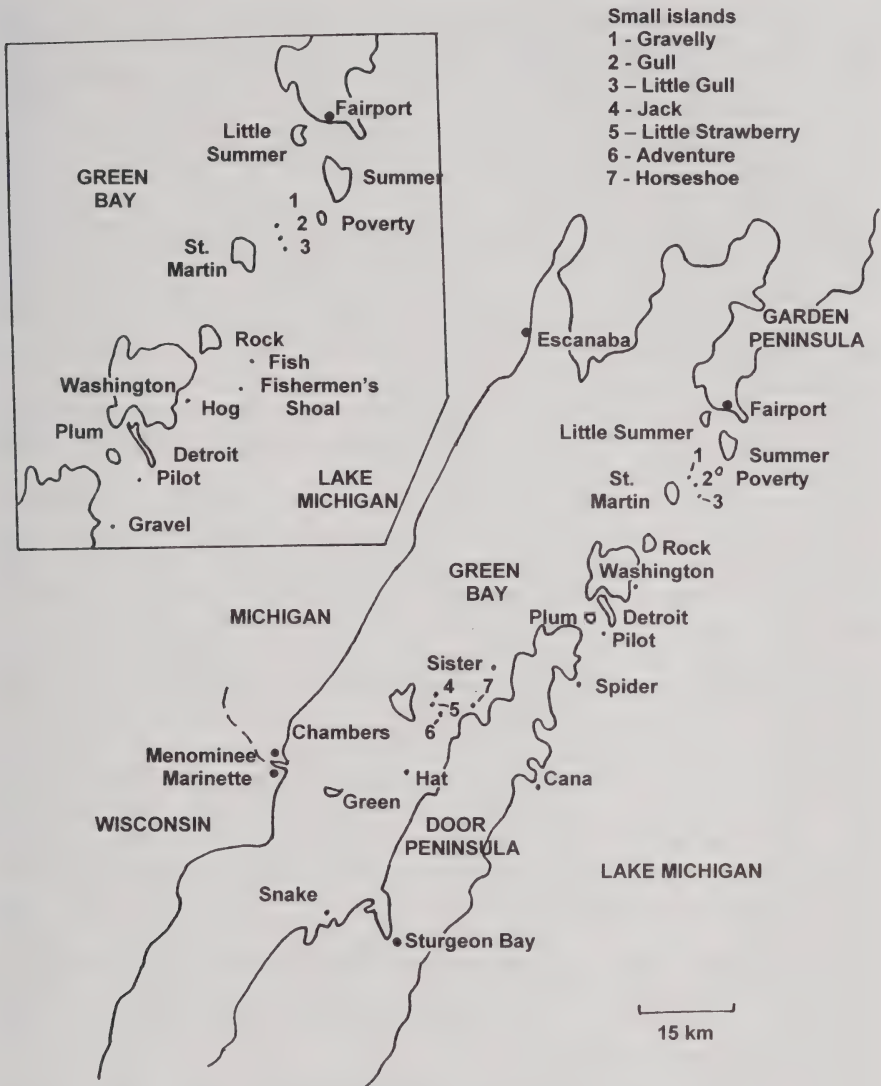 Small islands
1 - Gravelly
2 - Gull
3 – Little Gull
4 - Jack
5 – Little Strawberry
6 - Adventure
7 - Horseshoe
Fairport
Little
Summer
GREEN
BAY
Summer
1
2
Poverty
3
St.
Martin
Rock
Fish
Washington
Fishermen's
Shoal
Hog
Plum
Detroit
Pilot
LAKE
MICHIGAN
Gravel
Escanaba
GARDEN
PENINSULA
Fairport
Little Summer
1
Summer
St.
Martin
2
Poverty
3
Rock
GREEN
BAY
Washington
MICHIGAN
Plum
Detroit
Pilot
Sister
4
7
Spider
5
Chambers
6
Menominee
Marinette
Hat
Cana
Green
WISCONSIN
DOOR
PENINSULA
LAKE MICHIGAN
Snake
Sturgeon Bay
15 km